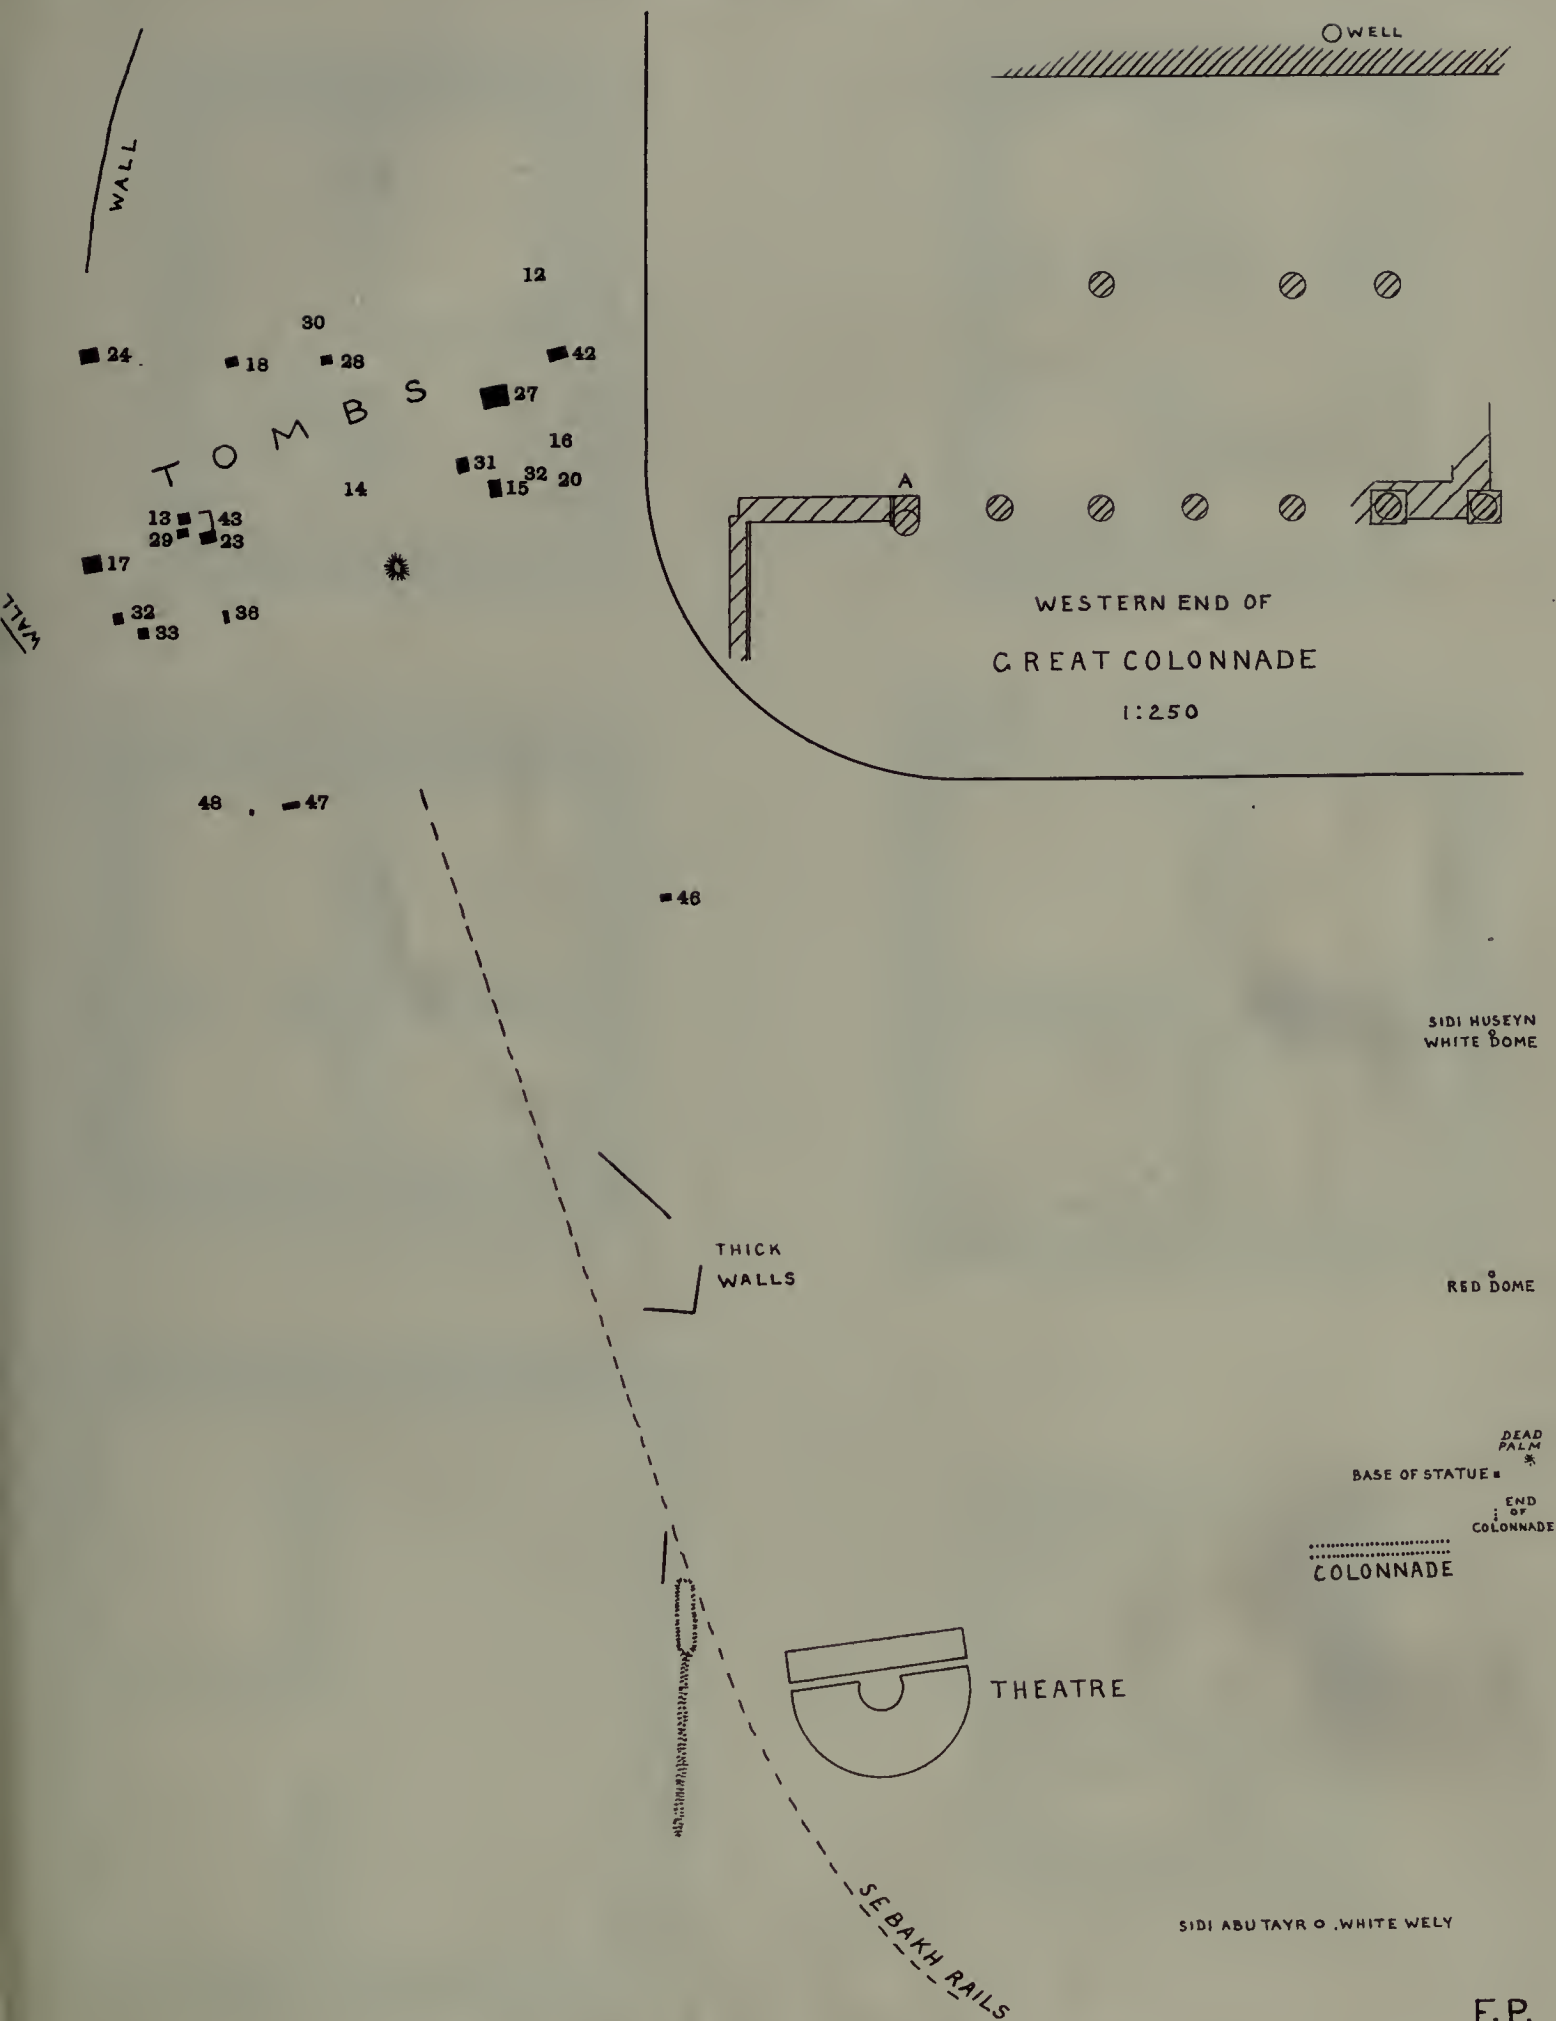 WELL
WALL
12
30
24
18
28
42
27
TOMBS
16
31
32
20
15
14
A
13
43
29
23
17
32
36
33
WALL
WESTERN END OF
GREAT COLONNADE
1:250
48
47
46
SIDI HUSEYN
WHITE DOME
THICK
WALLS
RED DOME
DEAD
PALM
BASE OF STATUE
END
OF
COLONNADE
COLONNADE
THEATRE
SEBAKH RAILS
SIDI ABU TAYR O .WHITE WELY
F.P.